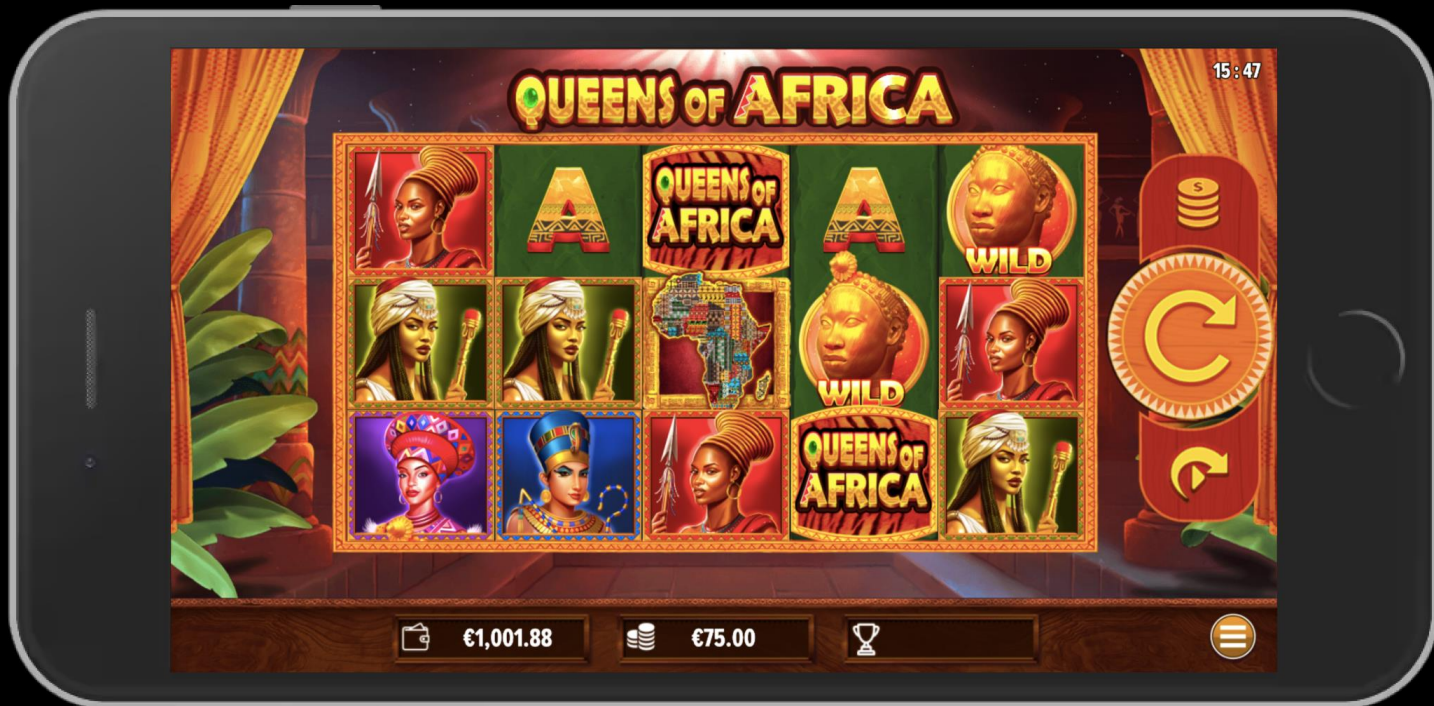 15:47
QUEENS OF AFRICA
A
QUEENS OF
AFRICA
A
WILD
WILD
QUEENS OF
AFRICA
€1,001.88
€75.00
S